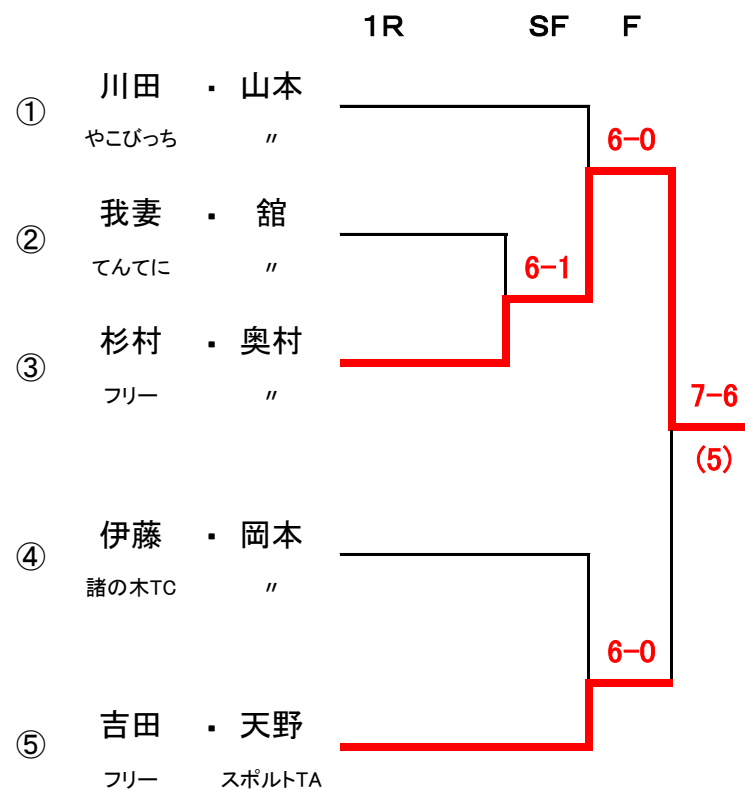 1R SF F
川田 ・ 山本
①
やこびっち 〃
6-0
我妻 ・ 舘
②
てんてに 〃
6-1
杉村 ・ 奥村
③
フリー 〃
7-6
(5)
伊藤 ・ 岡本
④
諸の木TC 〃
6-0
吉田 ・ 天野
⑤
フリー スポルトTA